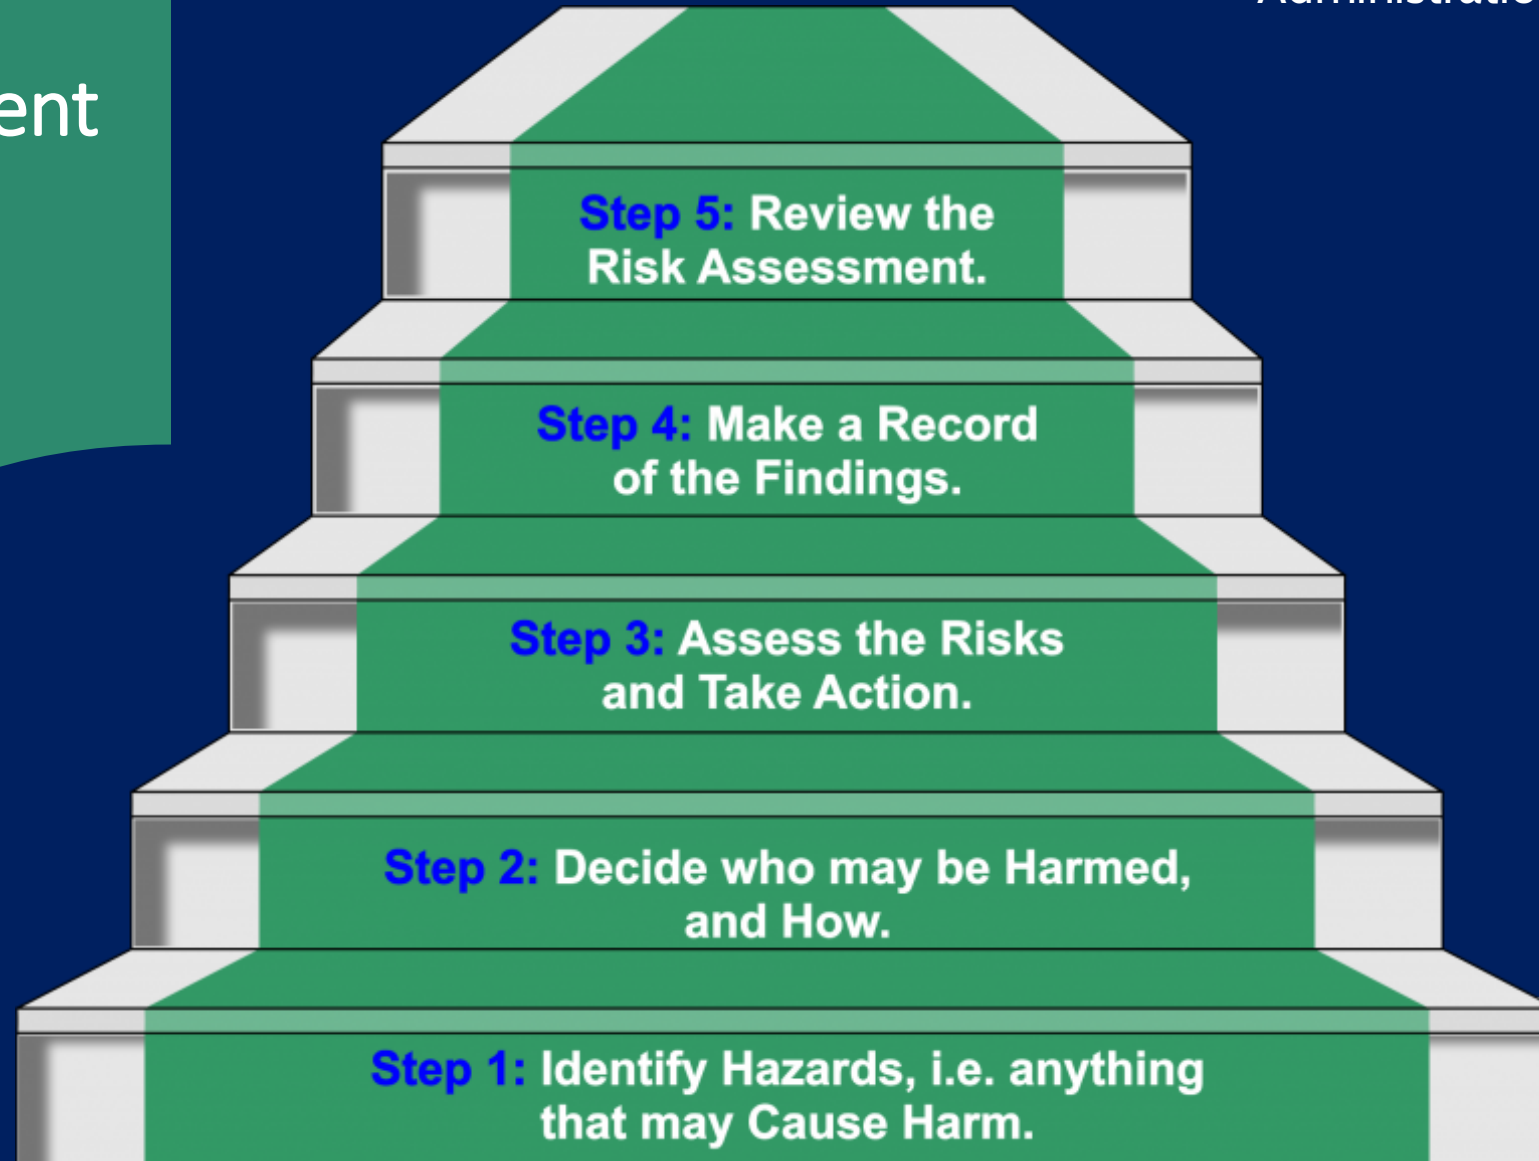 ent
Step 5: Review the
Risk Assessment.
Step 4: Make a Record
of the Findings.
Step 3: Assess the Risks
and Take Action.
Step 2: Decide who may be Harmed,
and How.
Step 1: Identify Hazards, i.e. anything
that may Cause Harm.